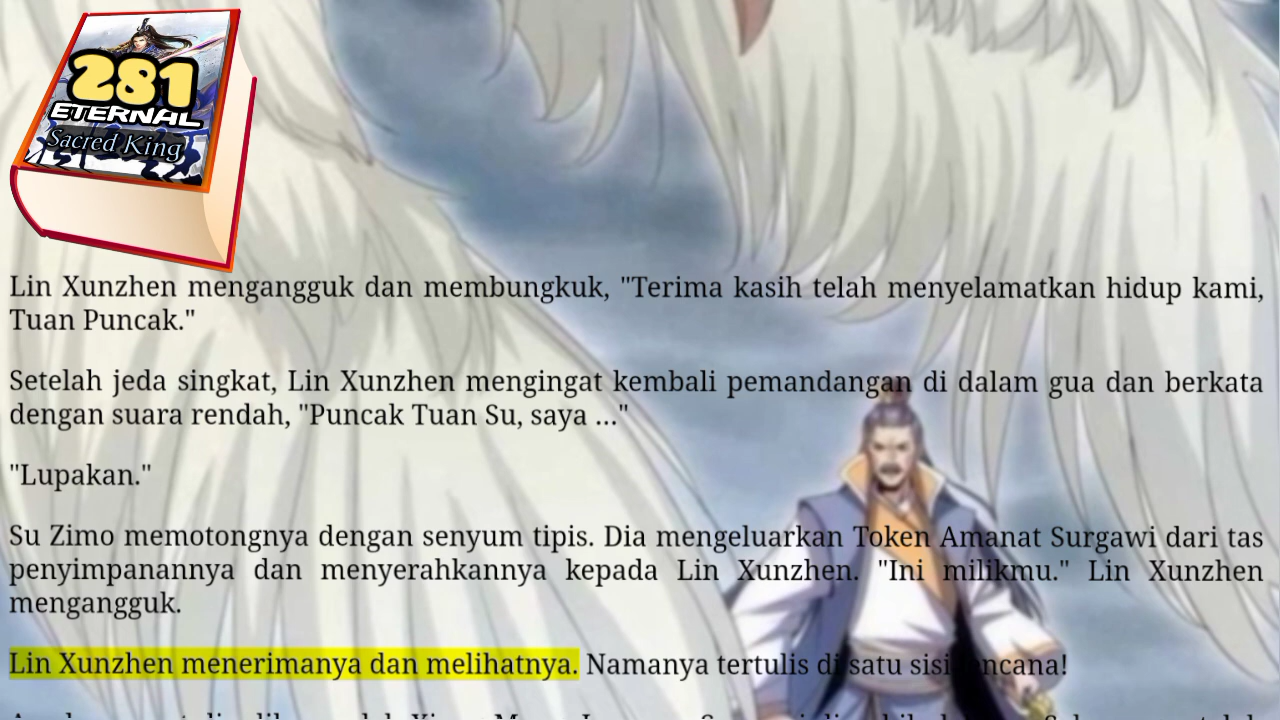 281
ETERNAL
Sacred King
Lin Xunzhen mengangguk dan membungkuk, "Terima kasih telah menyelamatkan hidup kami,
Tuan Puncak."
Setelah jeda singkat, Lin Xunzhen mengingat kembali pemandangan di dalam gua dan berkata
dengan suara rendah, "Puncak Tuan Su, saya ..."
"Lupakan."
Su Zimo memotongnya dengan senyum tipis. Dia mengeluarkan Token Amanat Surgawi dari tas
penyimpanannya dan menyerahkannya kepada Lin Xunzhen. "Ini milikmu." Lin Xunzhen
mengangguk.
Lin Xunzhen menerimanya dan melihatnya. Namanya tertulis di satu sisi